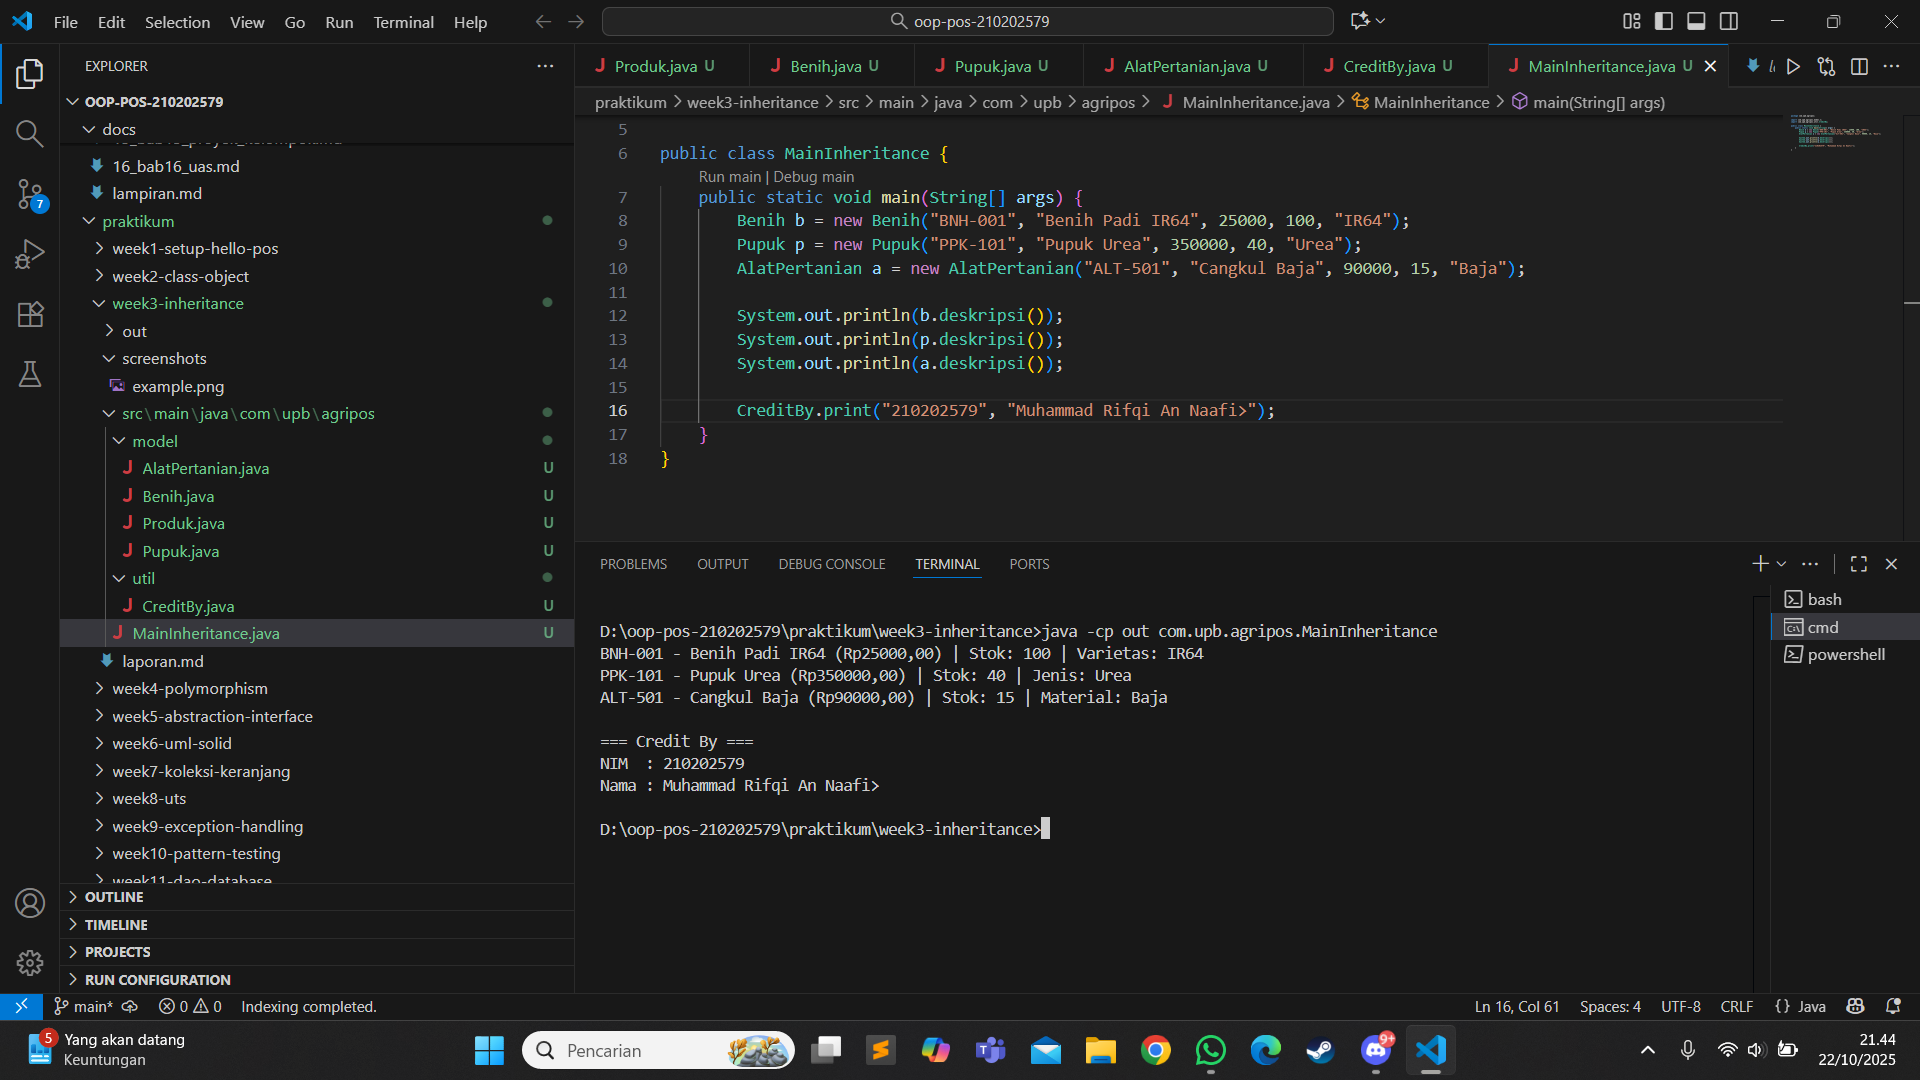 File Edit Selection View Go Run Terminal Help
oop-pos-210202579
EXPLORER
OOP-POS-210202579
docs
16_bab16_uas.md
lampiran.md
praktikum
week1-setup-hello-pos
week2-class-object
week3-inheritance
out
screenshots
example.png
src\main\java\com\upb\agripos
model
AlatPertanian.java U
Benih.java U
Produk.java U
Pupuk.java U
util
CreditBy.java U
MainInheritance.java U
laporan.md
week4-polymorphism
week5-abstraction-interface
week6-uml-solid
week7-koleksi-keranjang
week8-uts
week9-exception-handling
week10-pattern-testing
week11-dao-database
OUTLINE
TIMELINE
PROJECTS
RUN CONFIGURATION
7
Produk.java U Benih.java U Pupuk.java U AlatPertanian.java U CreditBy.java U MainInheritance.java U
praktikum > week3-inheritance > src > main > java > com > upb > agripos > MainInheritance.java > MainInheritance > main(String[] args)
5
6 public class MainInheritance {
Run main | Debug main
7 public static void main(String[] args) {
8 Benih b = new Benih("BNH-001", "Benih Padi IR64", 25000, 100, "IR64");
9 Pupuk p = new Pupuk("PPK-101", "Pupuk Urea", 350000, 40, "Urea");
10 AlatPertanian a = new AlatPertanian("ALT-501", "Cangkul Baja", 90000, 15, "Baja");
11
12 System.out.println(b.deskripsi());
13 System.out.println(p.deskripsi());
14 System.out.println(a.deskripsi());
15
16 CreditBy.print("210202579", "Muhammad Rifqi An Naafi>");
17 }
18 }
PROBLEMS OUTPUT DEBUG CONSOLE TERMINAL PORTS
D:\oop-pos-210202579\praktikum\week3-inheritance>java -cp out com.upb.agripos.MainInheritance
BNH-001 - Benih Padi IR64 (Rp25000,00) | Stok: 100 | Varietas: IR64
PPK-101 - Pupuk Urea (Rp350000,00) | Stok: 40 | Jenis: Urea
ALT-501 - Cangkul Baja (Rp90000,00) | Stok: 15 | Material: Baja
=== Credit By ===
NIM  : 210202579
Nama : Muhammad Rifqi An Naafi>
D:\oop-pos-210202579\praktikum\week3-inheritance>
bash
cmd
powershell
main* 0 0 Indexing completed.
Ln 16, Col 61 Spaces: 4 UTF-8 CRLF {} Java
5
Yang akan datang
Keuntungan
Pencarian
9+
21.44
22/10/2025